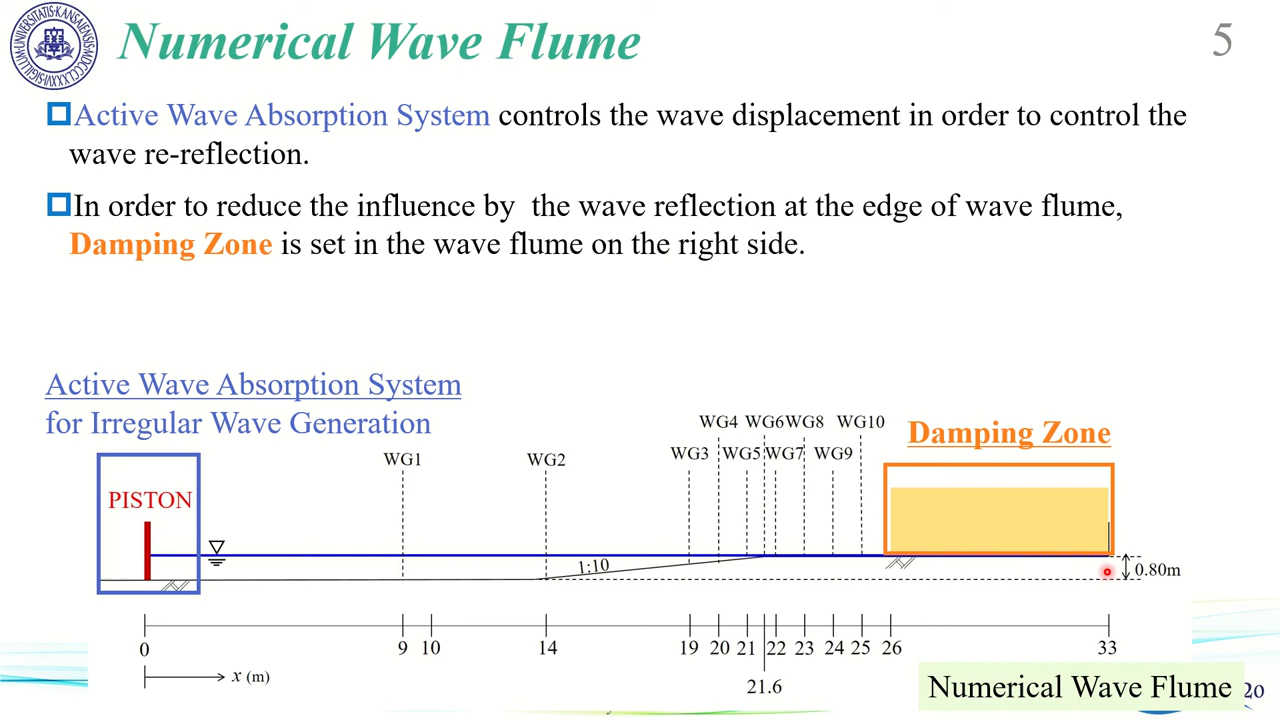 Numerical Wave Flume
5
Active Wave Absorption System controls the wave displacement in order to control the
wave re-reflection.
In order to reduce the influence by the wave reflection at the edge of wave flume,
Damping Zone is set in the wave flume on the right side.
Active Wave Absorption System
for Irregular Wave Generation
WG4 WG6 WG8 WG10
Damping Zone
WG1 WG2 WG3 WG5 WG7 WG9
PISTON
1:10
0.80m
0 9 10 14 19 20 21 22 23 24 25 26 33
x (m)
21.6
Numerical Wave Flume
20